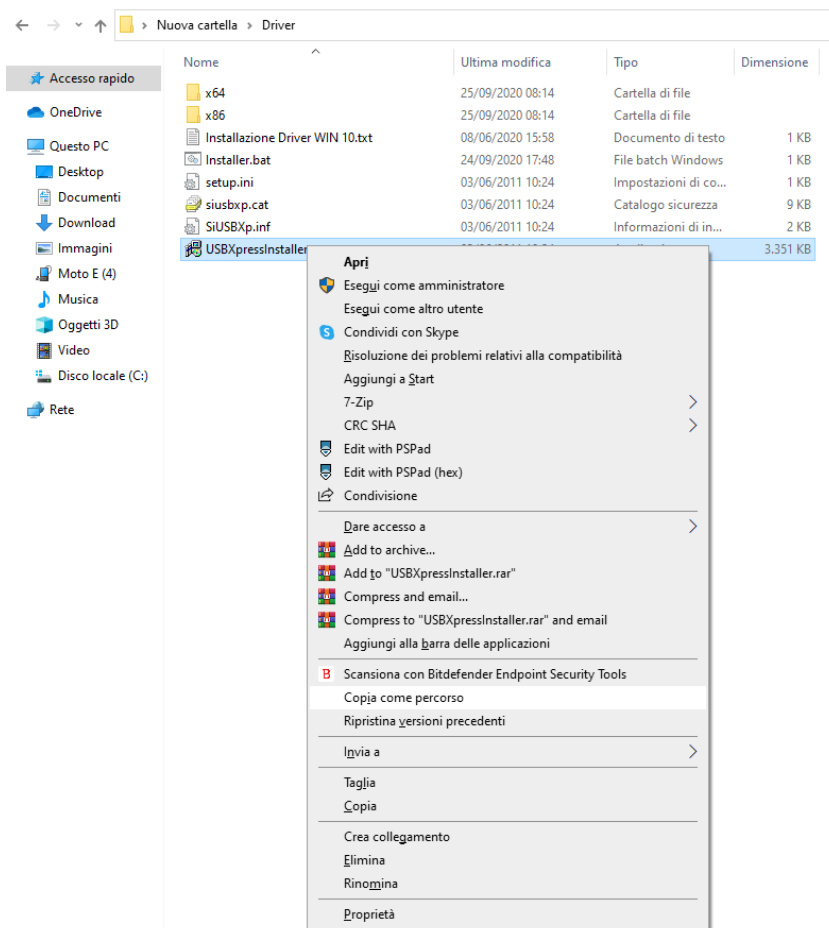 Nuova cartella > Driver
Nome Ultima modifica Tipo Dimensione
Accesso rapido
OneDrive
Questo PC
Desktop
Documenti
Download
Immagini
Moto E (4)
Musica
Oggetti 3D
Video
Disco locale (C:)
Rete
x64 25/09/2020 08:14 Cartella di file
x86 25/09/2020 08:14 Cartella di file
Installazione Driver WIN 10.txt 08/06/2020 15:58 Documento di testo 1 KB
Installer.bat 24/09/2020 17:48 File batch Windows 1 KB
setup.ini 03/06/2011 10:24 Impostazioni di co... 1 KB
siusbxp.cat 03/06/2011 10:24 Catalogo sicurezza 9 KB
SiUSBXp.inf 03/06/2011 10:24 Informazioni di in... 2 KB
USBXpressInstaller 3.351 KB
Apri
Esegui come amministratore
Esegui come altro utente
Condividi con Skype
Risoluzione dei problemi relativi alla compatibilità
Aggiungi a Start
7-Zip
CRC SHA
Edit with PSPad
Edit with PSPad (hex)
Condivisione
Dare accesso a
Add to archive...
Add to "USBXpressInstaller.rar"
Compress and email...
Compress to "USBXpressInstaller.rar" and email
Aggiungi alla barra delle applicazioni
B Scansiona con Bitdefender Endpoint Security Tools
Copia come percorso
Ripristina versioni precedenti
Invia a
Taglia
Copia
Crea collegamento
Elimina
Rinomina
Proprietà